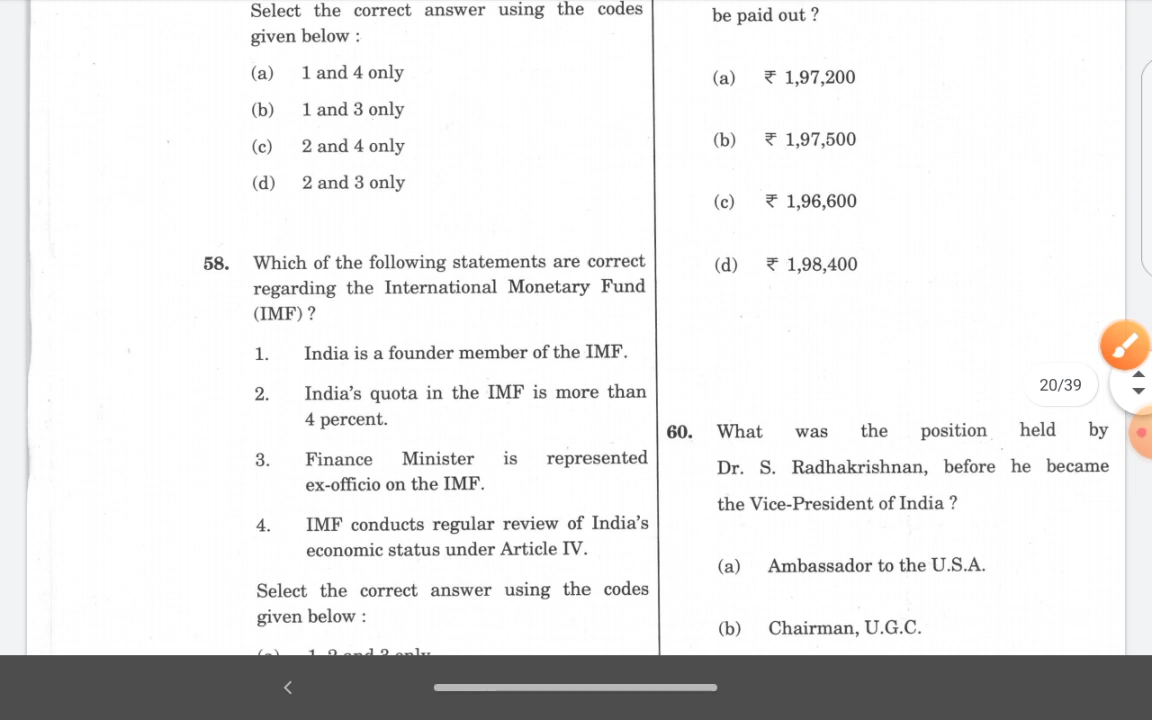 Select the correct answer using the codes
given below :
(a) 1 and 4 only
(b) 1 and 3 only
(c) 2 and 4 only
(d) 2 and 3 only
58. Which of the following statements are correct
regarding the International Monetary Fund
(IMF) ?
1. India is a founder member of the IMF.
2. India's quota in the IMF is more than
4 percent.
3. Finance Minister is represented
ex-officio on the IMF.
4. IMF conducts regular review of India's
economic status under Article IV.
Select the correct answer using the codes
given below :
(a) 1, 2 and 3 only
be paid out ?
(a) ₹ 1,97,200
(b) ₹ 1,97,500
(c) ₹ 1,96,600
(d) ₹ 1,98,400
20/39
60. What was the position held by
Dr. S. Radhakrishnan, before he became
the Vice-President of India ?
(a) Ambassador to the U.S.A.
(b) Chairman, U.G.C.